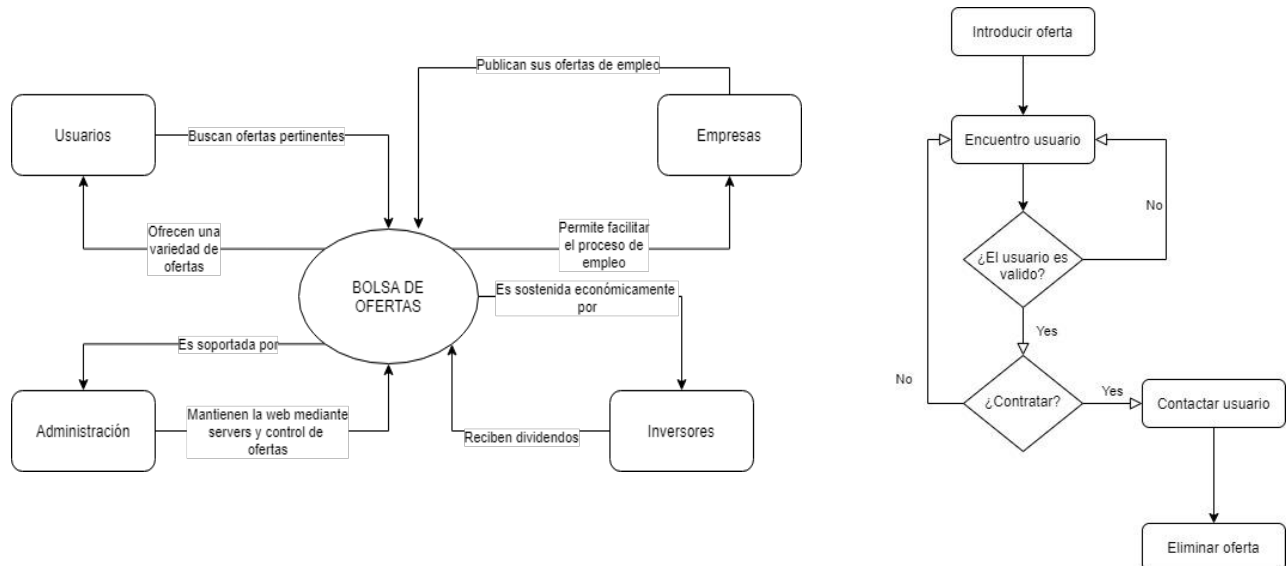 Publican sus ofertas de empleo
Usuarios
Buscan ofertas pertinentes
Empresas
Ofrecen una
variedad de
ofertas
Permite facilitar
el proceso de
empleo
BOLSA DE
OFERTAS
Es sostenida económicamente
por
Es soportada por
Administración
Mantienen la web mediante
servers y control de
ofertas
Reciben dividendos
Inversores
Introducir oferta
Encuentro usuario
No
¿El usuario es
valido?
Yes
No
¿Contratar?
Yes
Contactar usuario
Eliminar oferta